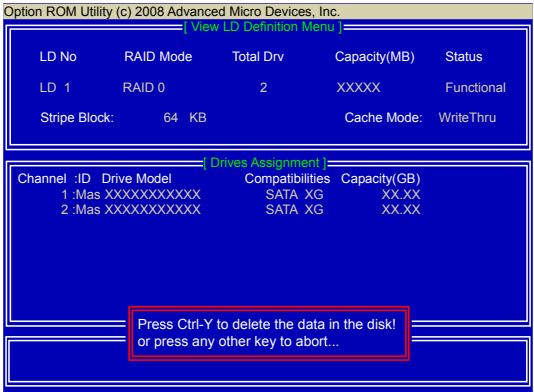 Option ROM Utility (c) 2008 Advanced Micro Devices, Inc.
[ View LD Definition Menu ]
LD No RAID Mode Total Drv Capacity(MB) Status
LD 1 RAID 0 2 XXXXX Functional
Stripe Block: 64 KB Cache Mode: WriteThru
[ Drives Assignment ]
Channel :ID Drive Model Compatibilities Capacity(GB)
1 :Mas XXXXXXXXXXX SATA XG XX.XX
2 :Mas XXXXXXXXXXX SATA XG XX.XX
Press Ctrl-Y to delete the data in the disk!
or press any other key to abort...